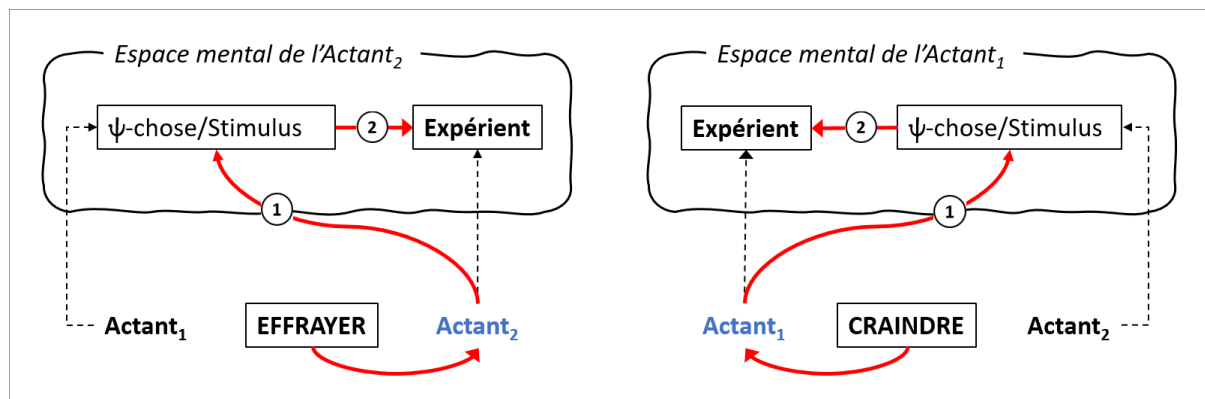 Espace mental de l’Actant₂
ψ-chose/Stimulus 2 Expérient
1
Actant₁ EFFRAYER Actant₂
Espace mental de l’Actant₁
Expérient 2 ψ-chose/Stimulus
1
Actant₁ CRAINDRE Actant₂